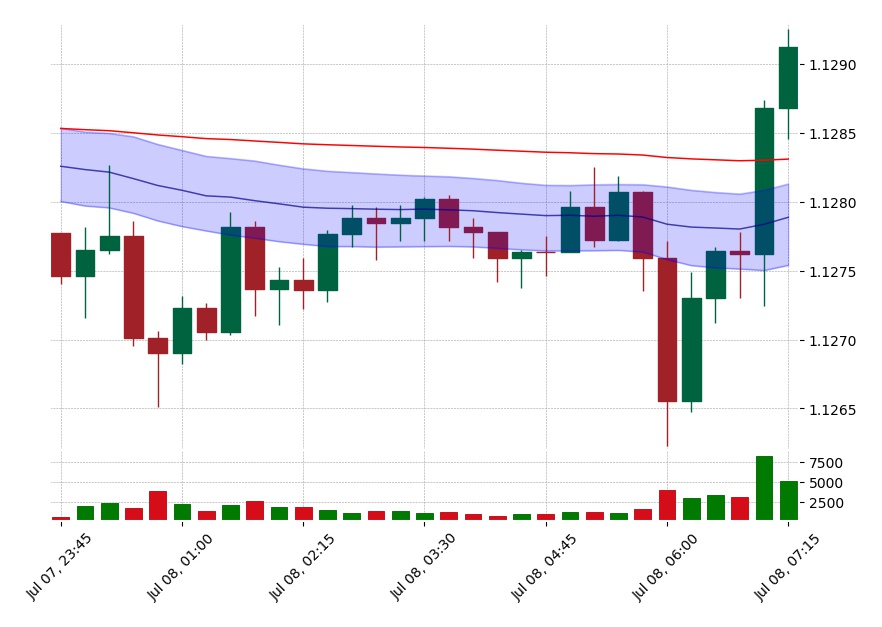 1.1290
1.1285
1.1280
1.1275
1.1270
1.1265
7500
5000
2500
Jul 07, 23:45
Jul 08, 01:00
Jul 08, 02:15
Jul 08, 03:30
Jul 08, 04:45
Jul 08, 06:00
Jul 08, 07:15